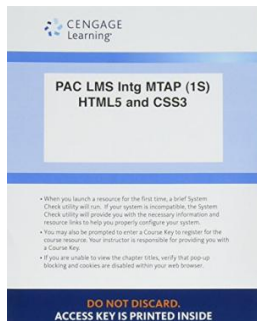 CENGAGE
Learning
PAC LMS Intg MTAP (1S)
HTML5 and CSS3
• When you launch a resource for the first time, a brief System
Check utility will run. If your system is incompatible, the System
Check utility will provide you with the necessary information and
resource links to help you properly configure your system.
• You may also be prompted to enter a Course Key to register for the
course resource. Your instructor is responsible for providing you with
a Course Key.
• If you are unable to view the chapter titles, verify that pop-up
blocking and cookies are disabled within your web browser.
DO NOT DISCARD.
ACCESS KEY IS PRINTED INSIDE